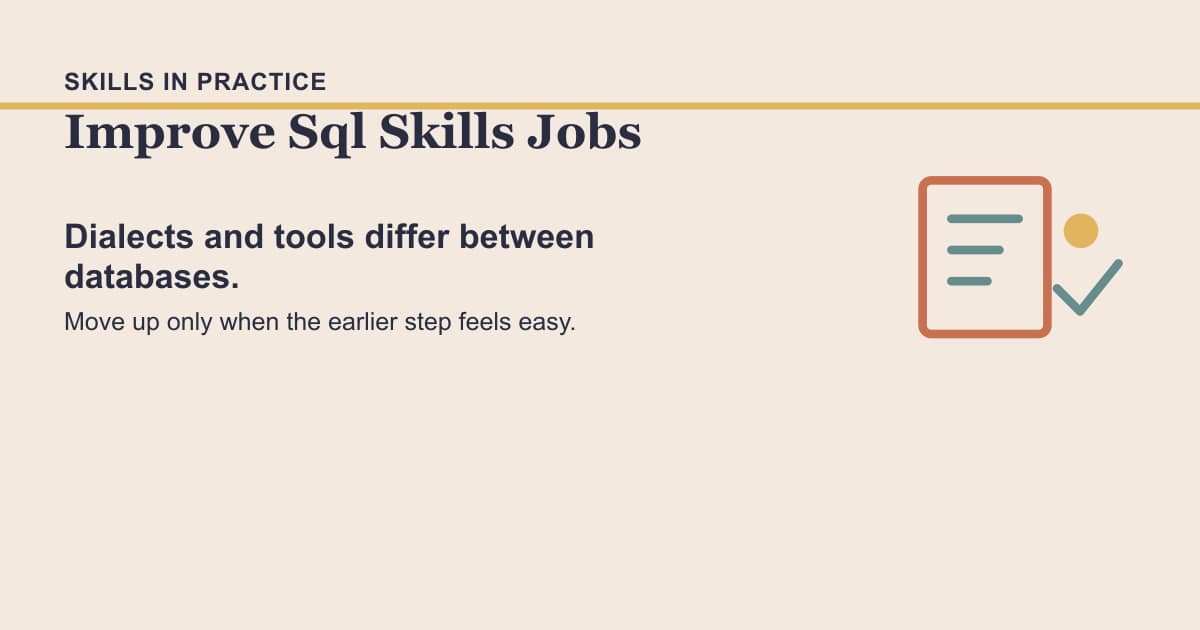 SKILLS IN PRACTICE
Improve Sql Skills Jobs
Dialects and tools differ between
databases.
Move up only when the earlier step feels easy.